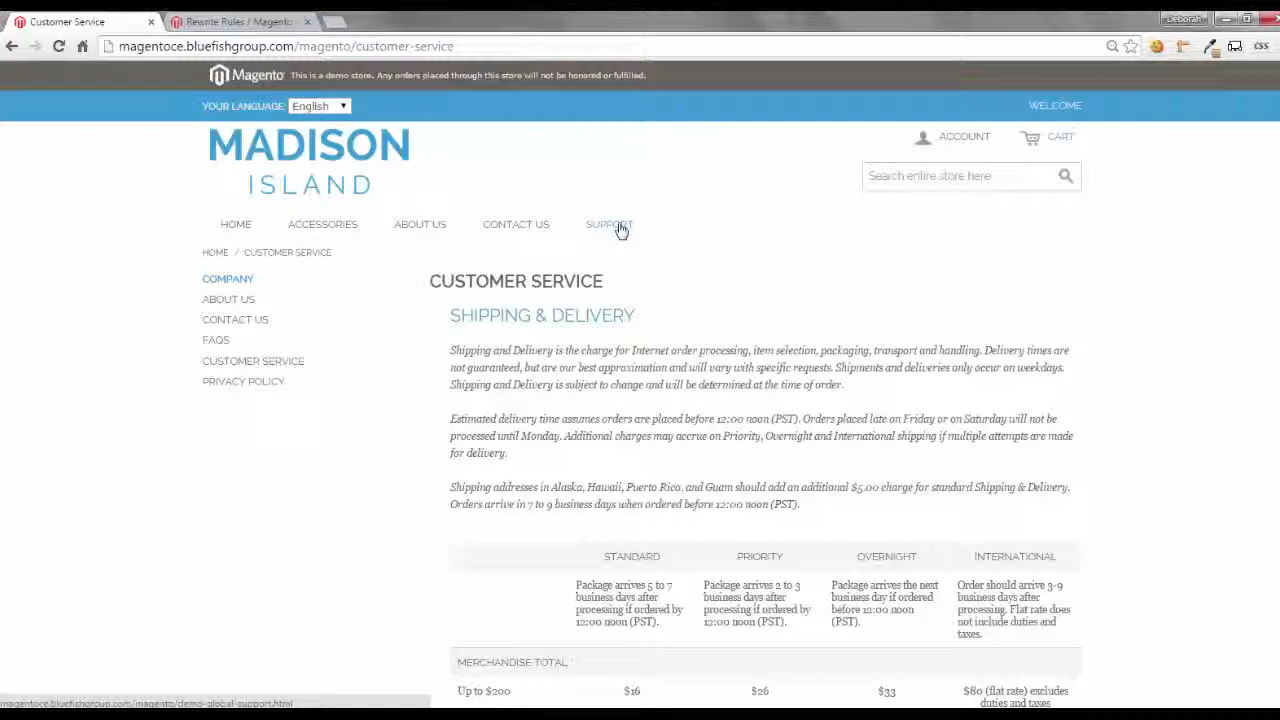 Customer Service
Rewrite Rules / Magento
Deborah
magentoce.bluefishgroup.com/magento/customer-service
CSS
Magento This is a demo store. Any orders placed through this store will not be honored or fulfilled.
YOUR LANGUAGE: English
WELCOME
MADISON
ISLAND
ACCOUNT
CART
Search entire store here
HOME
ACCESSORIES
ABOUT US
CONTACT US
SUPPORT
HOME / CUSTOMER SERVICE
COMPANY
ABOUT US
CONTACT US
FAQS
CUSTOMER SERVICE
PRIVACY POLICY
CUSTOMER SERVICE
SHIPPING & DELIVERY
Shipping and Delivery is the charge for Internet order processing, item selection, packaging, transport and handling. Delivery times are
not guaranteed, but are our best approximation and will vary with specific requests. Shipments and deliveries only occur on weekdays.
Shipping and Delivery is subject to change and will be determined at the time of order.
Estimated delivery time assumes orders are placed before 12:00 noon (PST). Orders placed late on Friday or on Saturday will not be
processed until Monday. Additional charges may accrue on Priority, Overnight and International shipping if multiple attempts are made
for delivery.
Shipping addresses in Alaska, Hawaii, Puerto Rico, and Guam should add an additional $5.00 charge for standard Shipping & Delivery.
Orders arrive in 7 to 9 business days when ordered before 12:00 noon (PST).
STANDARD
PRIORITY
OVERNIGHT
INTERNATIONAL
Package arrives 5 to 7
business days after
processing if ordered by
12:00 noon (PST).
Package arrives 2 to 3
business days after
processing if ordered by
12:00 noon (PST).
Package arrives the next
business day if ordered
before 12:00 noon
(PST).
Order should arrive 3-9
business days after
processing. Flat rate does
not include duties and
taxes.
MERCHANDISE TOTAL
Up to $200
$16
$26
$33
$80 (flat rate) excludes
duties and taxes
magentoce.bluefishgroup.com/magento/demo-global-support.html